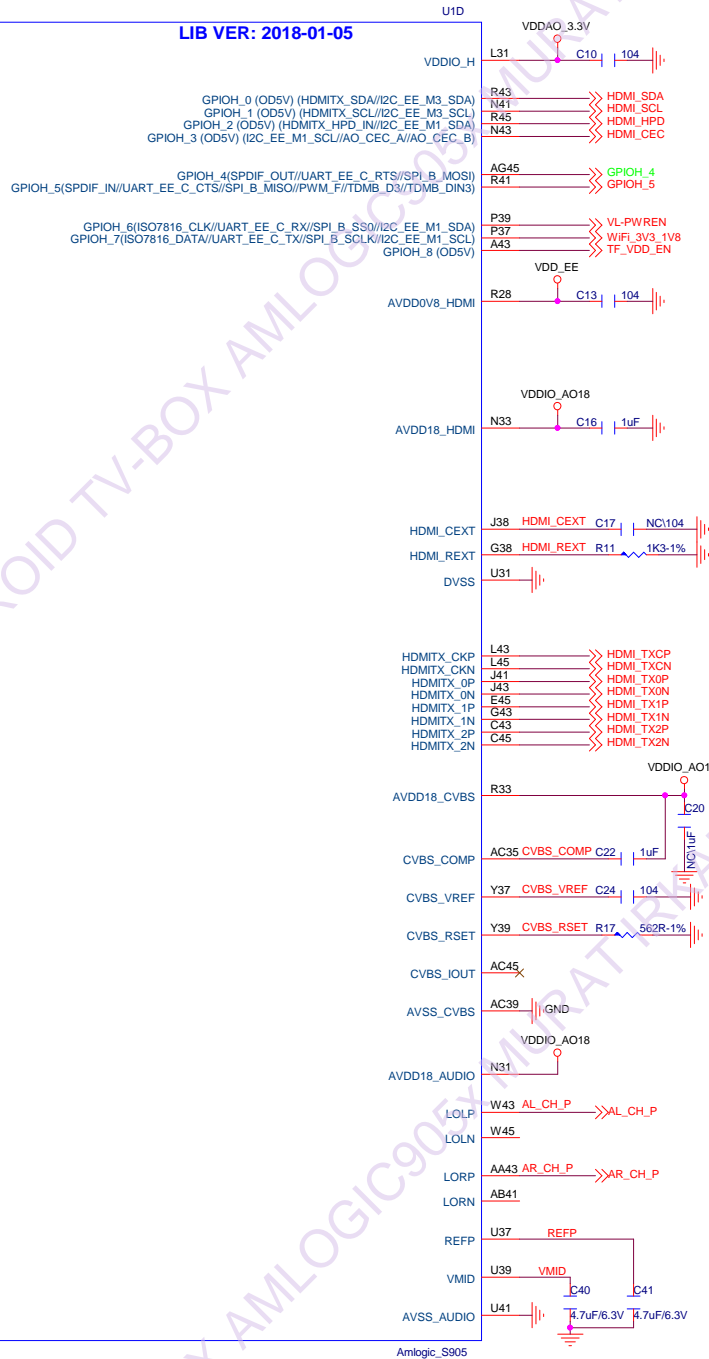 U1D
LIB VER: 2018-01-05
VDDAO_3.3V
VDDIO_H L31 C10 104
GPIOH_0 (OD5V) (HDMITX_SDA//I2C_EE_M3_SDA) R43 HDMI_SDA
GPIOH_1 (OD5V) (HDMITX_SCL//I2C_EE_M3_SCL) N41 HDMI_SCL
GPIOH_2 (OD5V) (HDMITX_HPD_IN//I2C_EE_M1_SDA) R45 HDMI_HPD
GPIOH_3 (OD5V) (I2C_EE_M1_SCL//AO_CEC_A//AO_CEC_B) N43 HDMI_CEC
GPIOH_4(SPDIF_OUT//UART_EE_C_RTS//SPI_B_MOSI) AG45 GPIOH_4
GPIOH_5(SPDIF_IN//UART_EE_C_CTS//SPI_B_MISO//PWM_F//TDMB_D3//TDMB_DIN3) R41 GPIOH_5
GPIOH_6(ISO7816_CLK//UART_EE_C_RX//SPI_B_SS0//I2C_EE_M1_SDA) P39 VL-PWREN
GPIOH_7(ISO7816_DATA//UART_EE_C_TX//SPI_B_SCLK//I2C_EE_M1_SCL) P37 WiFi_3V3_1V8
GPIOH_8 (OD5V) A43 TF_VDD_EN
VDD_EE
AVDD0V8_HDMI R28 C13 104
VDDIO_AO18
AVDD18_HDMI N33 C16 1uF
HDMI_CEXT J38 HDMI_CEXT C17 NC\104
HDMI_REXT G38 HDMI_REXT R11 1K3-1%
DVSS U31
HDMITX_CKP L43 HDMI_TXCP
HDMITX_CKN L45 HDMI_TXCN
HDMITX_0P J41 HDMI_TX0P
HDMITX_0N J43 HDMI_TX0N
HDMITX_1P E45 HDMI_TX1P
HDMITX_1N G43 HDMI_TX1N
HDMITX_2P C43 HDMI_TX2P
HDMITX_2N C45 HDMI_TX2N
VDDIO_AO1
AVDD18_CVBS R33
C20
NC\1uF
CVBS_COMP AC35 CVBS_COMP C22 1uF
CVBS_VREF Y37 CVBS_VREF C24 104
CVBS_RSET Y39 CVBS_RSET R17 562R-1%
CVBS_IOUT AC45
AVSS_CVBS AC39 GND
VDDIO_AO18
AVDD18_AUDIO N31
LOLP W43 AL_CH_P AL_CH_P
LOLN W45
LORP AA43 AR_CH_P AR_CH_P
LORN AB41
REFP U37 REFP
VMID U39 VMID
C40 C41
4.7uF/6.3V 4.7uF/6.3V
AVSS_AUDIO U41
Amlogic_S905
OID TV-BOX AMLOGIC905x MURAT
X AMLOGIC905x MURAT IRKA